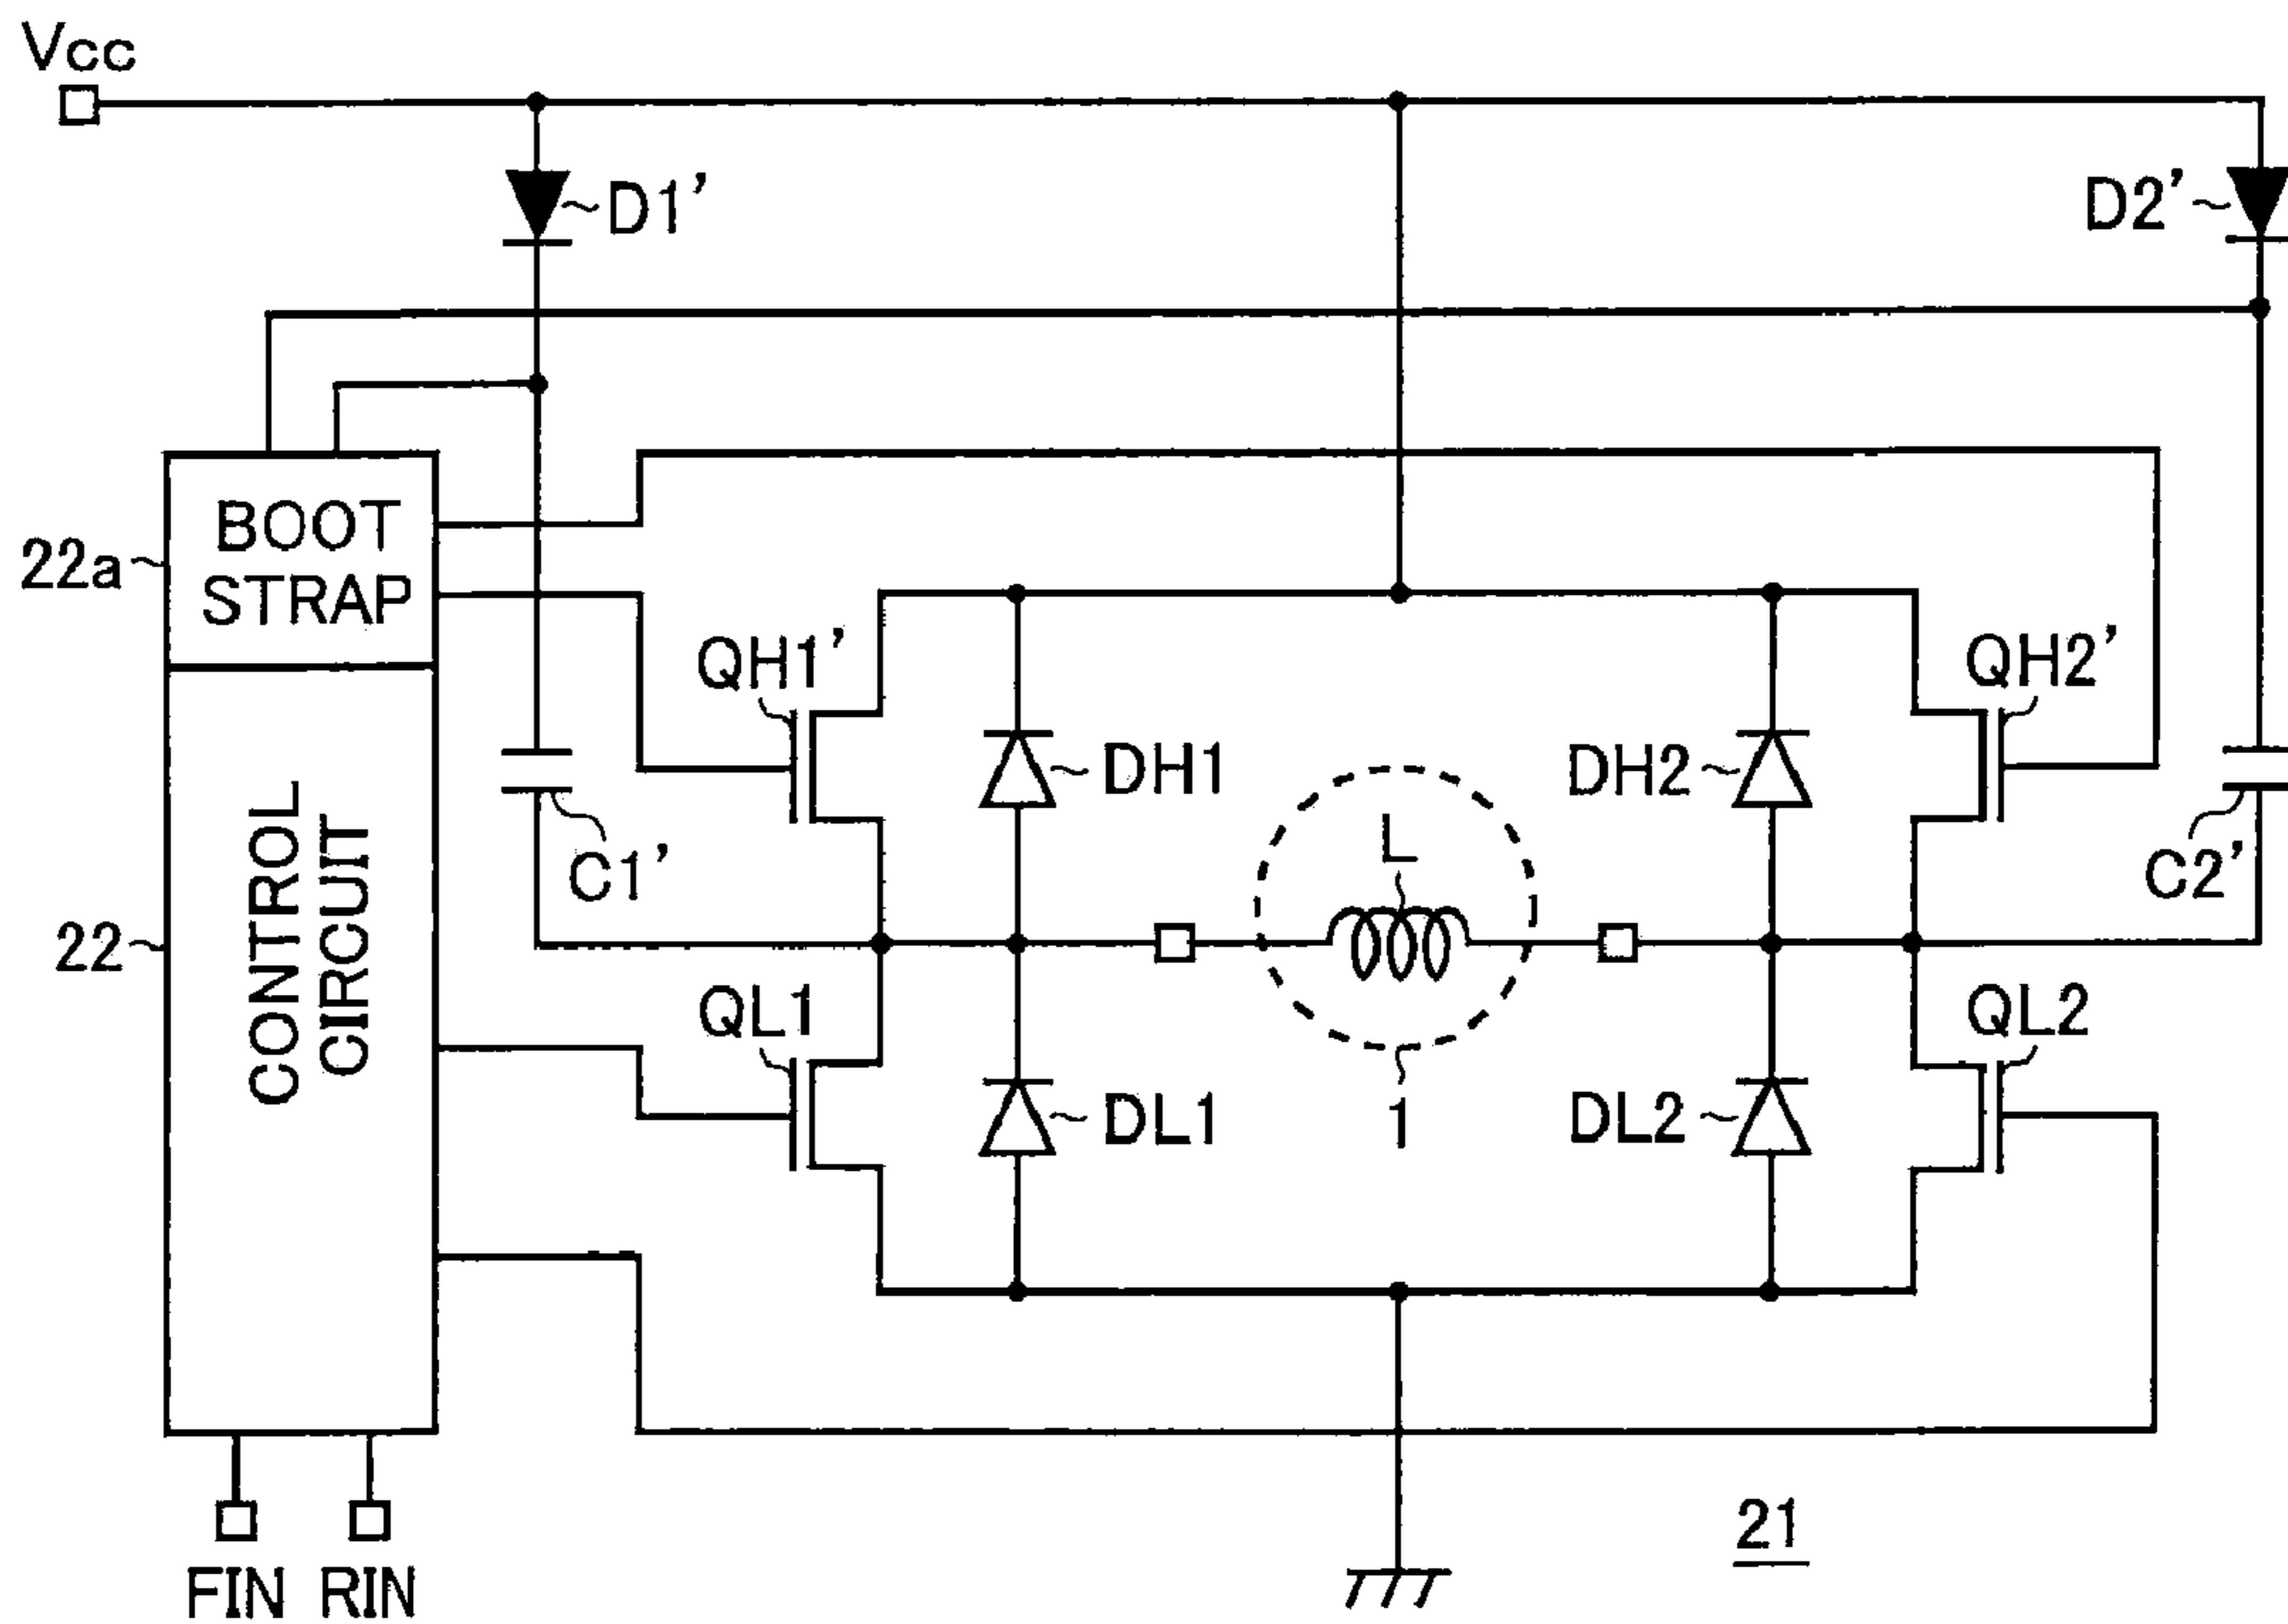 Vcc
D1'
D2'
BOOT
STRAP
22a
QH1'
QH2'
DH1
DH2
L
C1'
C2'
CONTROL
CIRCUIT
22
QL1
QL2
DL1
DL2
1
21
FIN RIN